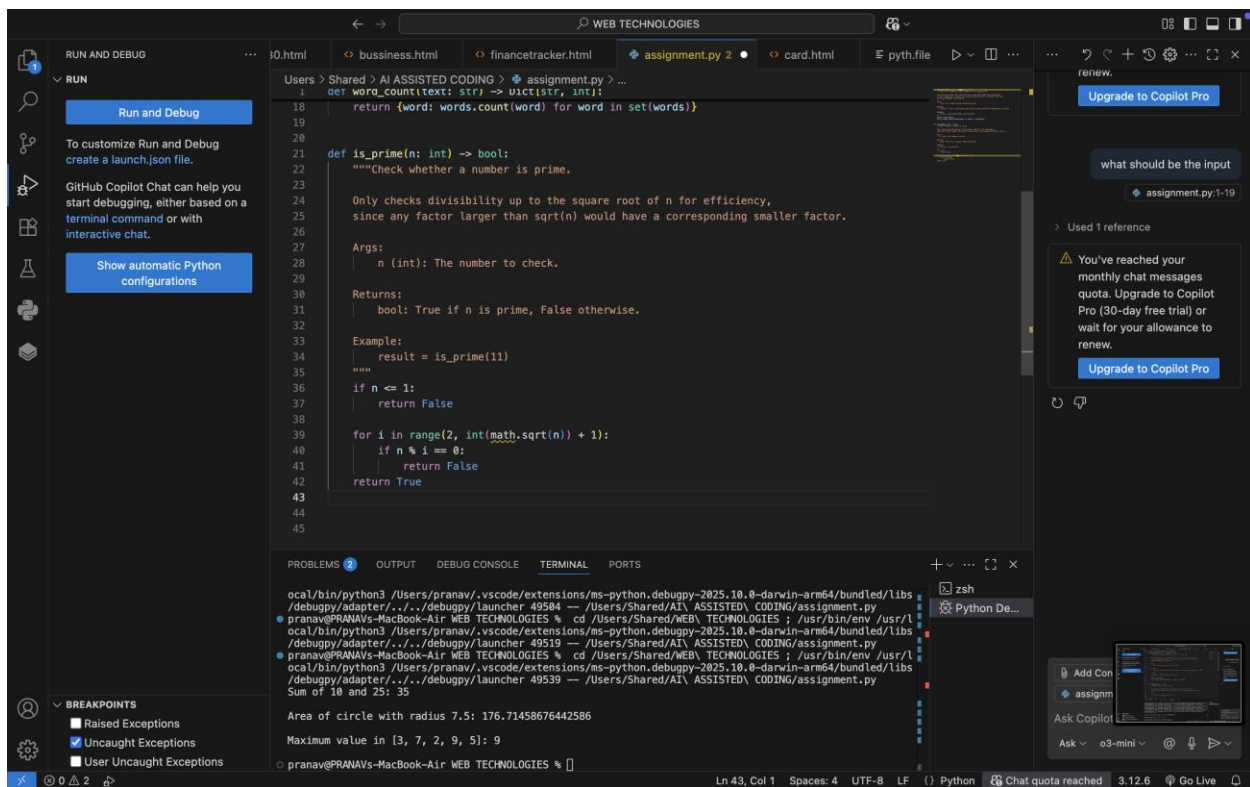 WEB TECHNOLOGIES
RUN AND DEBUG
RUN
Run and Debug
To customize Run and Debug
create a launch.json file.
GitHub Copilot Chat can help you
start debugging, either based on a
terminal command or with
interactive chat.
Show automatic Python
configurations
BREAKPOINTS
Raised Exceptions
Uncaught Exceptions
User Uncaught Exceptions
30.html
bussiness.html
financetracker.html
assignment.py 2
card.html
pyth.file
Users > Shared > AI ASSISTED CODING > assignment.py > ...
1 def word_count(text: str) -> Dict[str, int]:
18 return {word: words.count(word) for word in set(words)}
19
20
21 def is_prime(n: int) -> bool:
22 """Check whether a number is prime.
23
24 Only checks divisibility up to the square root of n for efficiency,
25 since any factor larger than sqrt(n) would have a corresponding smaller factor.
26
27 Args:
28 n (int): The number to check.
29
30 Returns:
31 bool: True if n is prime, False otherwise.
32
33 Example:
34 result = is_prime(11)
35 """
36 if n <= 1:
37 return False
38
39 for i in range(2, int(math.sqrt(n)) + 1):
40 if n % i == 0:
41 return False
42 return True
43
44
45
PROBLEMS 2 OUTPUT DEBUG CONSOLE TERMINAL PORTS
ocal/bin/python3 /Users/pranav/.vscode/extensions/ms-python.debugpy-2025.10.0-darwin-arm64/bundled/libs
/debugpy/adapter/../../debugpy/launcher 49504 -- /Users/Shared/AI\ ASSISTED\ CODING/assignment.py
pranav@PRANAVs-MacBook-Air WEB TECHNOLOGIES % cd /Users/Shared/WEB\ TECHNOLOGIES ; /usr/bin/env /usr/l
ocal/bin/python3 /Users/pranav/.vscode/extensions/ms-python.debugpy-2025.10.0-darwin-arm64/bundled/libs
/debugpy/adapter/../../debugpy/launcher 49519 -- /Users/Shared/AI\ ASSISTED\ CODING/assignment.py
pranav@PRANAVs-MacBook-Air WEB TECHNOLOGIES % cd /Users/Shared/WEB\ TECHNOLOGIES ; /usr/bin/env /usr/l
ocal/bin/python3 /Users/pranav/.vscode/extensions/ms-python.debugpy-2025.10.0-darwin-arm64/bundled/libs
/debugpy/adapter/../../debugpy/launcher 49539 -- /Users/Shared/AI\ ASSISTED\ CODING/assignment.py
Sum of 10 and 25: 35
Area of circle with radius 7.5: 176.71458676442586
Maximum value in [3, 7, 2, 9, 5]: 9
pranav@PRANAVs-MacBook-Air WEB TECHNOLOGIES %
zsh
Python De...
renew.
Upgrade to Copilot Pro
what should be the input
assignment.py:1-19
Used 1 reference
You've reached your
monthly chat messages
quota. Upgrade to Copilot
Pro (30-day free trial) or
wait for your allowance to
renew.
Upgrade to Copilot Pro
Add Con
assignm
Ask Copilot
Ask o3-mini
1
0 2
Ln 43, Col 1 Spaces: 4 UTF-8 LF {} Python Chat quota reached 3.12.6 Go Live